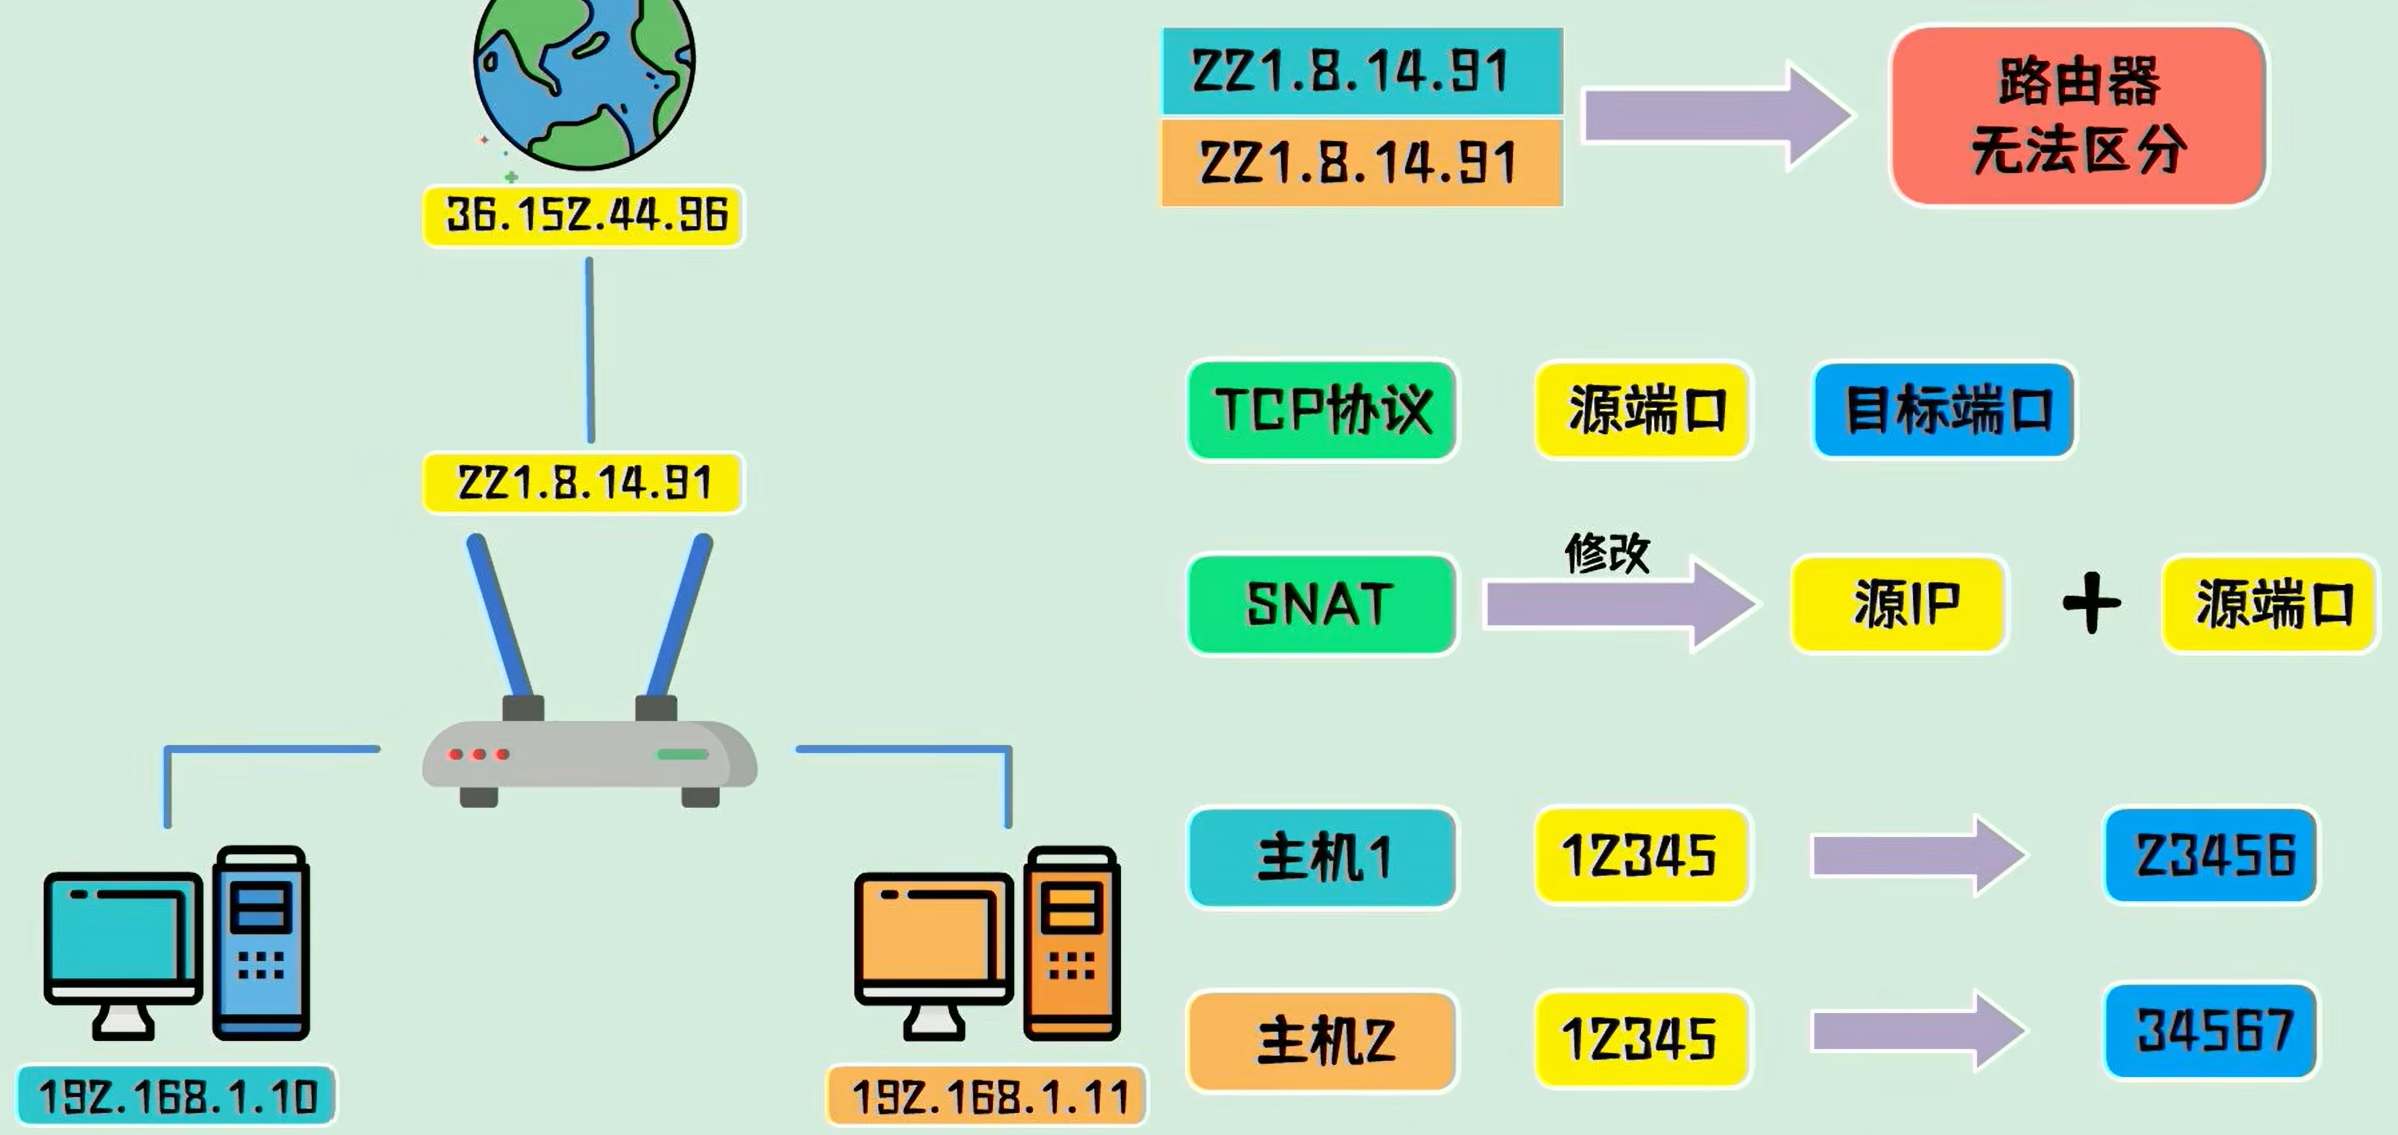 36.152.44.96
221.8.14.91
192.168.1.10
192.168.1.11
221.8.14.91
221.8.14.91
路由器
无法区分
TCP协议 源端口 目标端口
SNAT 修改 源IP + 源端口
主机1 12345 23456
主机2 12345 34567